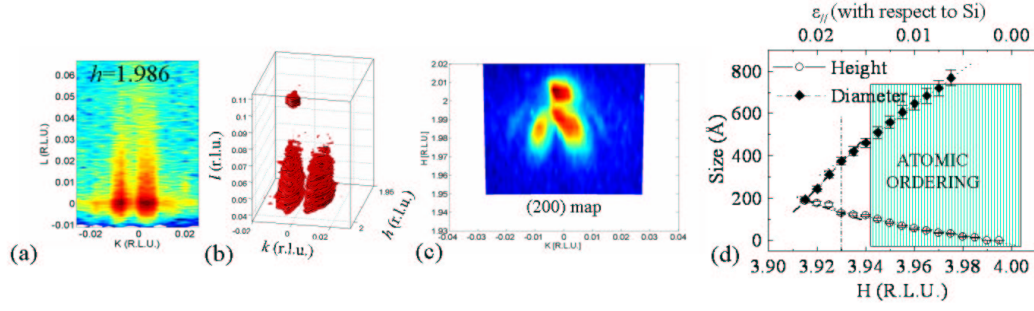 h=1.986
0.06
0.05
0.04
0.03
0.02
0.01
0
-0.01
L (R.L.U.)
-0.02
0
0.02
K (R.L.U.)
(a)
0.11
0.1
0.09
0.08
0.07
0.06
0.05
0.04
l (r.l.u.)
-0.02
0
0.02
k (r.l.u.)
1.95
2
h (r.l.u.)
(b)
2.02
2.01
2
1.99
1.98
1.97
1.96
1.95
1.94
1.93
H [R.L.U]
(200) map
-0.04
-0.03
-0.02
-0.01
0
0.01
0.02
0.03
0.04
K [R.L.U.]
(c)
ε// (with respect to Si)
0.02
0.01
0.00
800
600
400
200
0
Size (Å)
Height
Diameter
ATOMIC
ORDERING
3.90
3.92
3.94
3.96
3.98
4.00
H (R.L.U.)
(d)